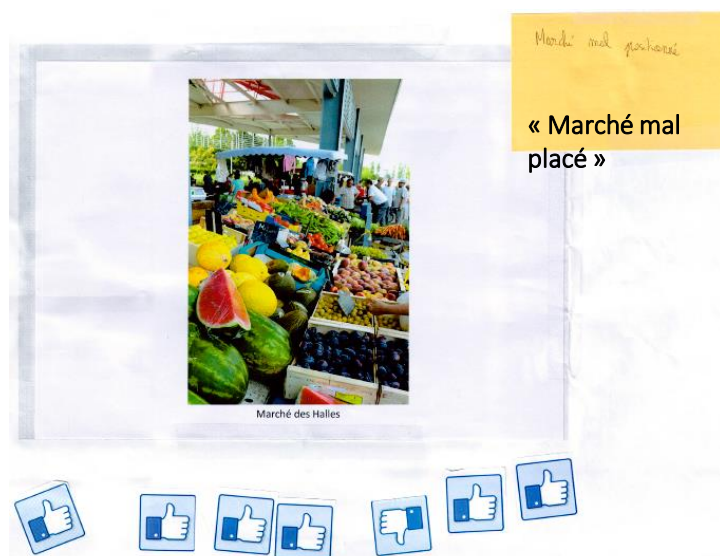 Marché mal positionné
« Marché mal
placé »
Marché des Halles